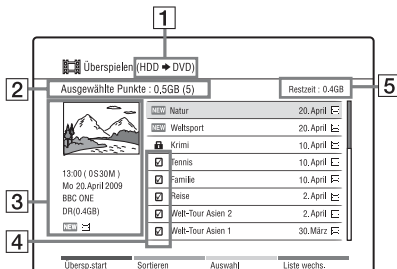 1
Überspielen (HDD ➔ DVD)
2
Ausgewählte Punkte : 0,5GB (5)
Restzeit : 0.4GB
5
NEW Natur 20. April
NEW Weltsport 20. April
Krimi 10. April
Tennis 10. April
Familie 10. April
Reise 2. April
Welt-Tour Asien 2 2. April
Welt-Tour Asien 1 30. März
3
13:00 ( 0S30M )
Mo 20.April 2009
BBC ONE
DR(0.4GB)
NEW
4
Übersp.start Sortieren Auswahl Liste wechs.